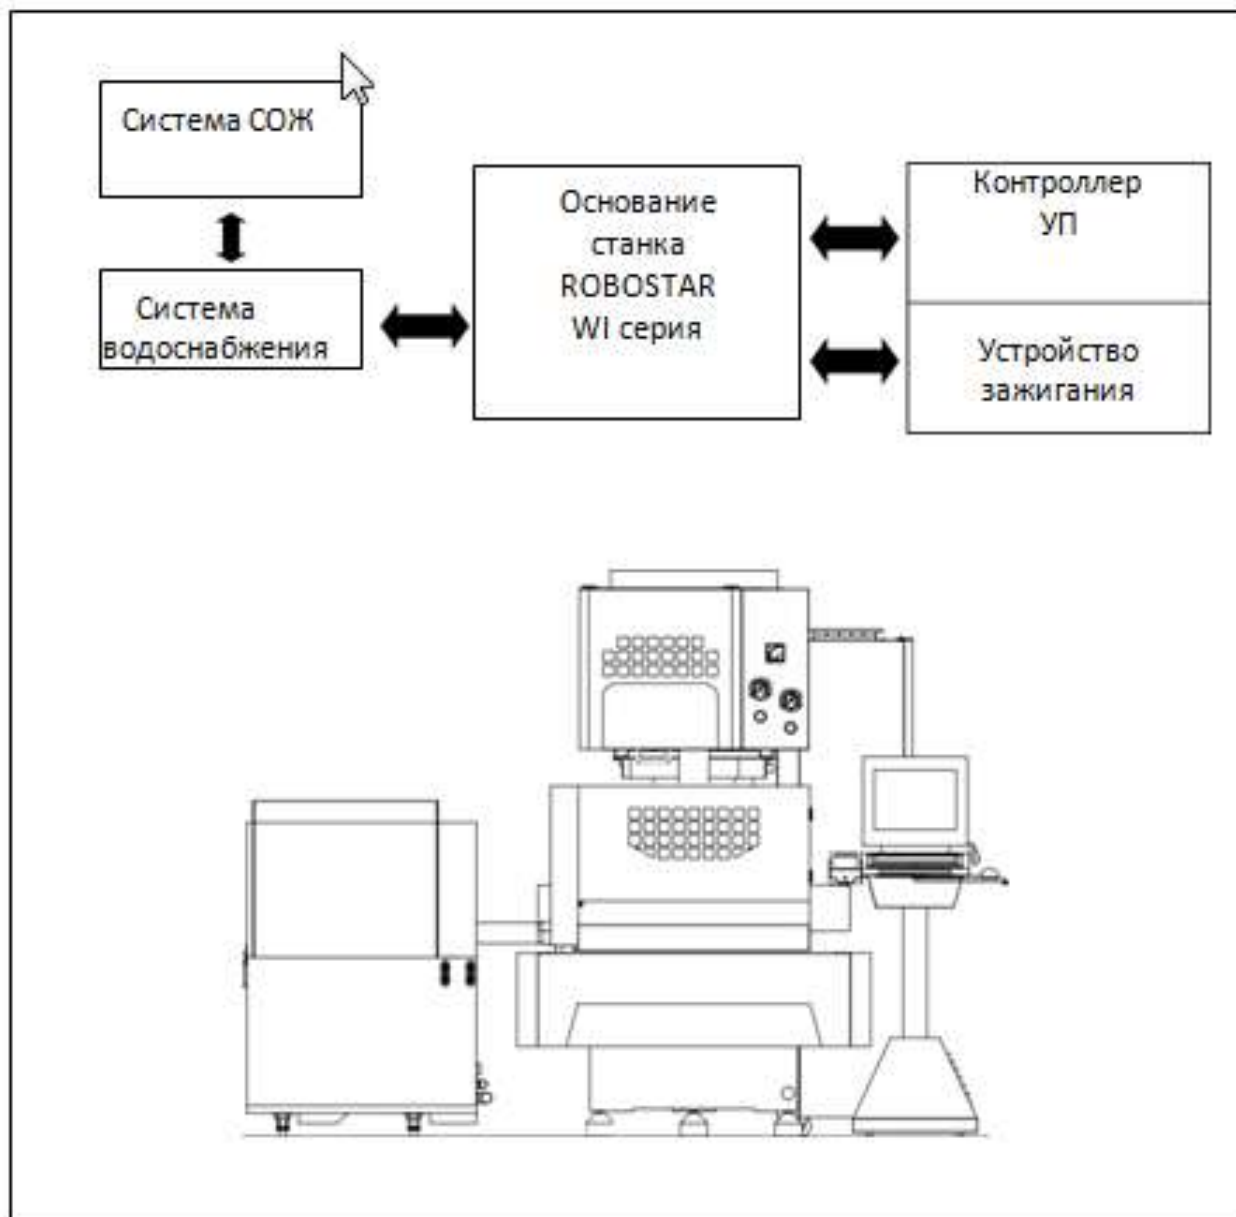 Система СОЖ
Система
водоснабжения
Основание
станка
ROBOSTAR
WI серия
Контроллер
УП
Устройство
зажигания